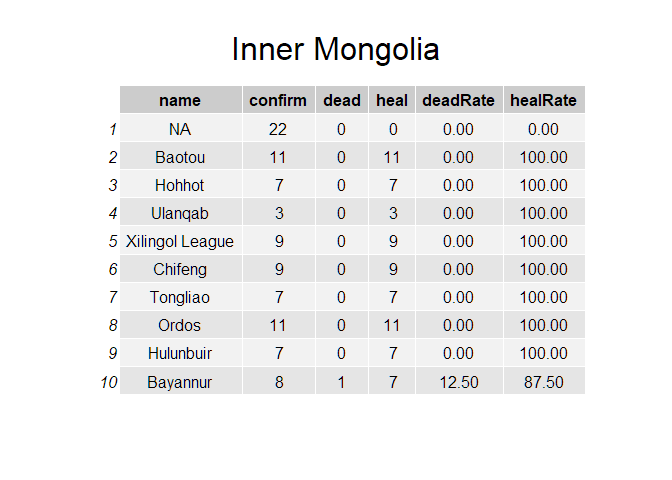 Inner Mongolia
name confirm dead heal deadRate healRate
1 NA 22 0 0 0.00 0.00
2 Baotou 11 0 11 0.00 100.00
3 Hohhot 7 0 7 0.00 100.00
4 Ulanqab 3 0 3 0.00 100.00
5 Xilingol League 9 0 9 0.00 100.00
6 Chifeng 9 0 9 0.00 100.00
7 Tongliao 7 0 7 0.00 100.00
8 Ordos 11 0 11 0.00 100.00
9 Hulunbuir 7 0 7 0.00 100.00
10 Bayannur 8 1 7 12.50 87.50